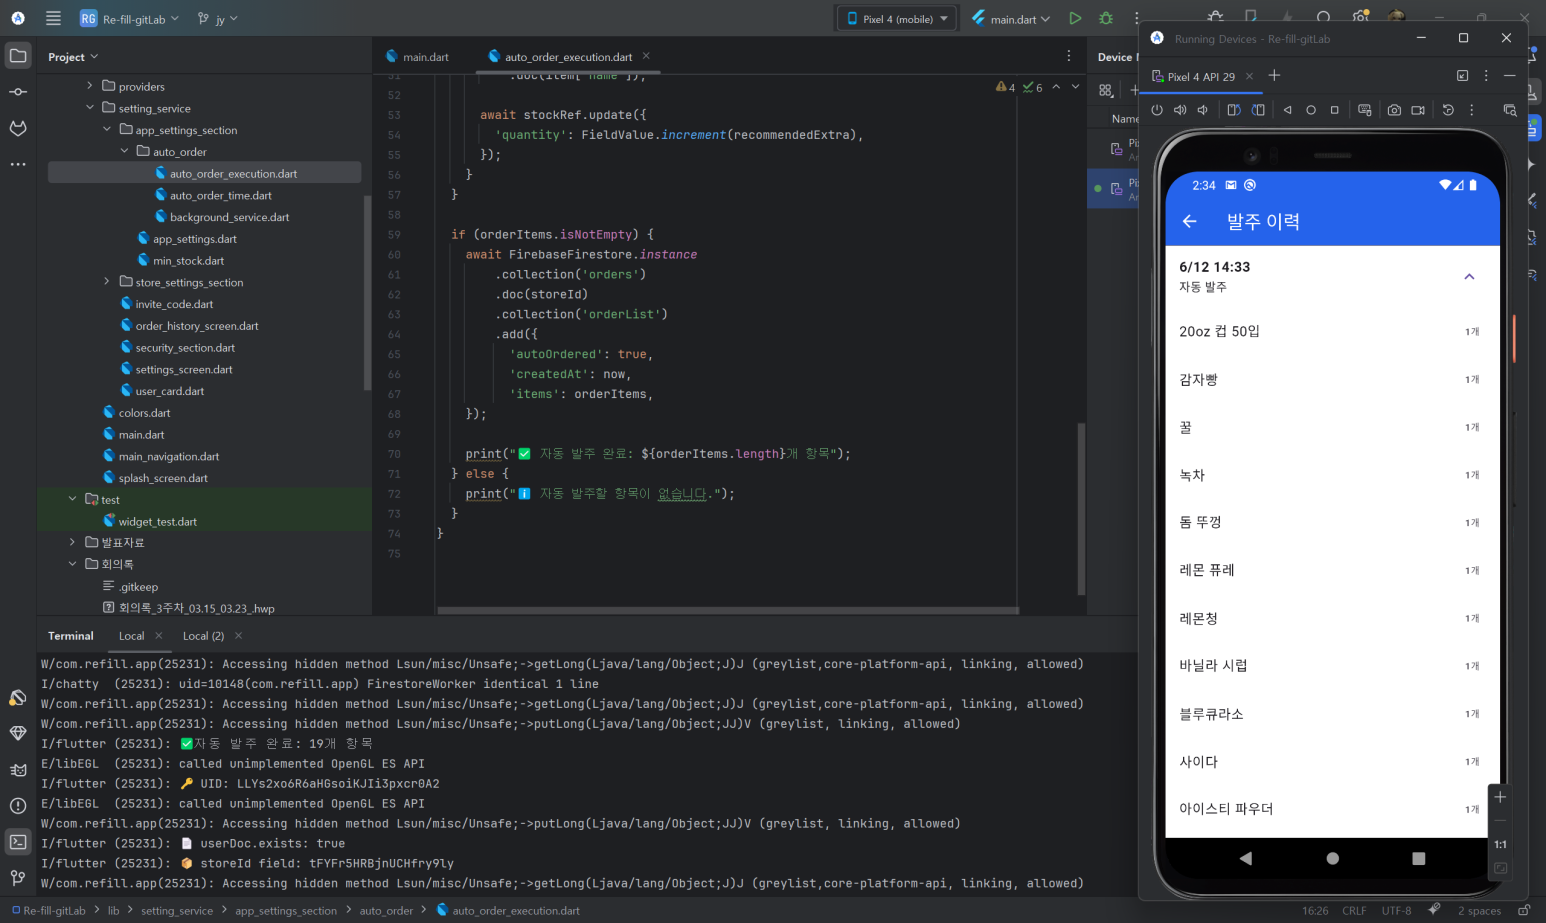 RG Re-fill-gitLab jy Pixel 4 (mobile) main.dart
Project
main.dart auto_order_execution.dart
providers
setting_service
app_settings_section
auto_order
auto_order_execution.dart
auto_order_time.dart
background_service.dart
app_settings.dart
min_stock.dart
store_settings_section
invite_code.dart
order_history_screen.dart
security_section.dart
settings_screen.dart
user_card.dart
colors.dart
main.dart
main_navigation.dart
splash_screen.dart
test
widget_test.dart
발표자료
회의록
.gitkeep
회의록_3주차_03.15_03.23_.hwp
4 6
51 .doc(item['name']),
52
53 await stockRef.update({
54 'quantity': FieldValue.increment(recommendedExtra),
55 });
56 }
57 }
58
59 if (orderItems.isNotEmpty) {
60 await FirebaseFirestore.instance
61 .collection('orders')
62 .doc(storeId)
63 .collection('orderList')
64 .add({
65 'autoOrdered': true,
66 'createdAt': now,
67 'items': orderItems,
68 });
69
70 print("✅ 자동 발주 완료: ${orderItems.length}개 항목");
71 } else {
72 print("ℹ️ 자동 발주할 항목이 없습니다.");
73 }
74 }
75
Device
Name
Pi
Pi
Terminal Local Local (2)
W/com.refill.app(25231): Accessing hidden method Lsun/misc/Unsafe;->getLong(Ljava/lang/Object;J)J (greylist,core-platform-api, linking, allowed)
I/chatty (25231): uid=10148(com.refill.app) FirestoreWorker identical 1 line
W/com.refill.app(25231): Accessing hidden method Lsun/misc/Unsafe;->getLong(Ljava/lang/Object;J)J (greylist,core-platform-api, linking, allowed)
W/com.refill.app(25231): Accessing hidden method Lsun/misc/Unsafe;->putLong(Ljava/lang/Object;JJ)V (greylist, linking, allowed)
I/flutter (25231): ✅자동 발주 완료: 19개 항목
E/libEGL (25231): called unimplemented OpenGL ES API
I/flutter (25231): 🔑 UID: LLYs2xo6R6aHGsoiKJIi3pxcr0A2
E/libEGL (25231): called unimplemented OpenGL ES API
W/com.refill.app(25231): Accessing hidden method Lsun/misc/Unsafe;->putLong(Ljava/lang/Object;JJ)V (greylist, linking, allowed)
I/flutter (25231): 📄 userDoc.exists: true
I/flutter (25231): 📦 storeId field: tFYFr5HRBjnUCHfry9ly
W/com.refill.app(25231): Accessing hidden method Lsun/misc/Unsafe;->getLong(Ljava/lang/Object;J)J (greylist,core-platform-api, linking, allowed)
Re-fill-gitLab lib setting_service app_settings_section auto_order auto_order_execution.dart
16:26 CRLF UTF-8 2 spaces
Running Devices - Re-fill-gitLab
Pixel 4 API 29
2:34
발주 이력
6/12 14:33
자동 발주
20oz 컵 50입 1개
감자빵 1개
꿀 1개
녹차 1개
돔 뚜껑 1개
레몬 퓨레 1개
레몬청 1개
바닐라 시럽 1개
블루큐라소 1개
사이다 1개
아이스티 파우더 1개
1:1